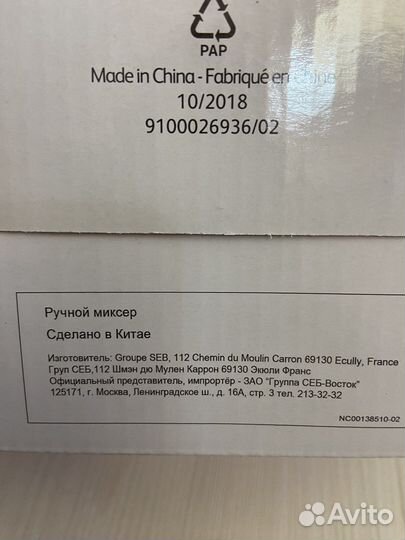 PAP
Made in China - Fabriqué en
10/2018
9100026936/02
Ручной миксер
Сделано в Китае
Изготовитель: Groupe SEB, 112 Chemin du Moulin Carron 69130 Ecully, France
Груп СЕБ,112 Шмэн дю Мулен Каррон 69130 Экюли Франс
Официальный представитель, импортёр - ЗАО "Группа СЕБ-Восток"
125171, г. Москва, Ленинградское ш., д. 16А, стр. 3 тел. 213-32-32
NC00138510-02
Avito